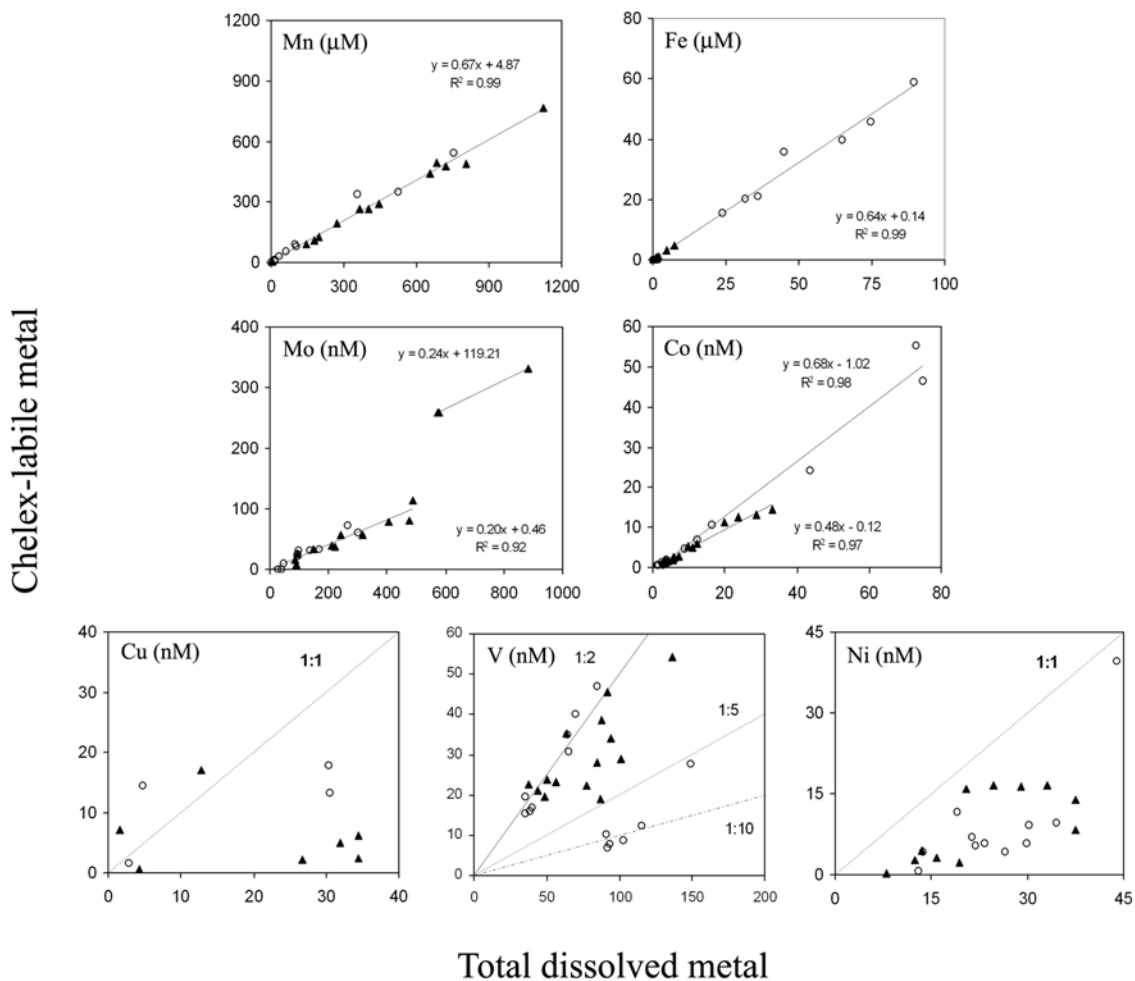 Chelex-labile metal
Mn (μM)
y = 0.67x + 4.87
R² = 0.99
1200
900
600
300
0
0 300 600 900 1200
Fe (μM)
y = 0.64x + 0.14
R² = 0.99
80
60
40
20
0
0 25 50 75 100
Mo (nM)
y = 0.24x + 119.21
y = 0.20x + 0.46
R² = 0.92
400
300
200
100
0
0 200 400 600 800 1000
Co (nM)
y = 0.68x - 1.02
R² = 0.98
y = 0.48x - 0.12
R² = 0.97
60
50
40
30
20
10
0
0 20 40 60 80
Cu (nM)
1:1
40
30
20
10
0
0 10 20 30 40
V (nM)
1:2
1:5
1:10
60
50
40
30
20
10
0
0 50 100 150 200
Ni (nM)
1:1
45
30
15
0
0 15 30 45
Total dissolved metal